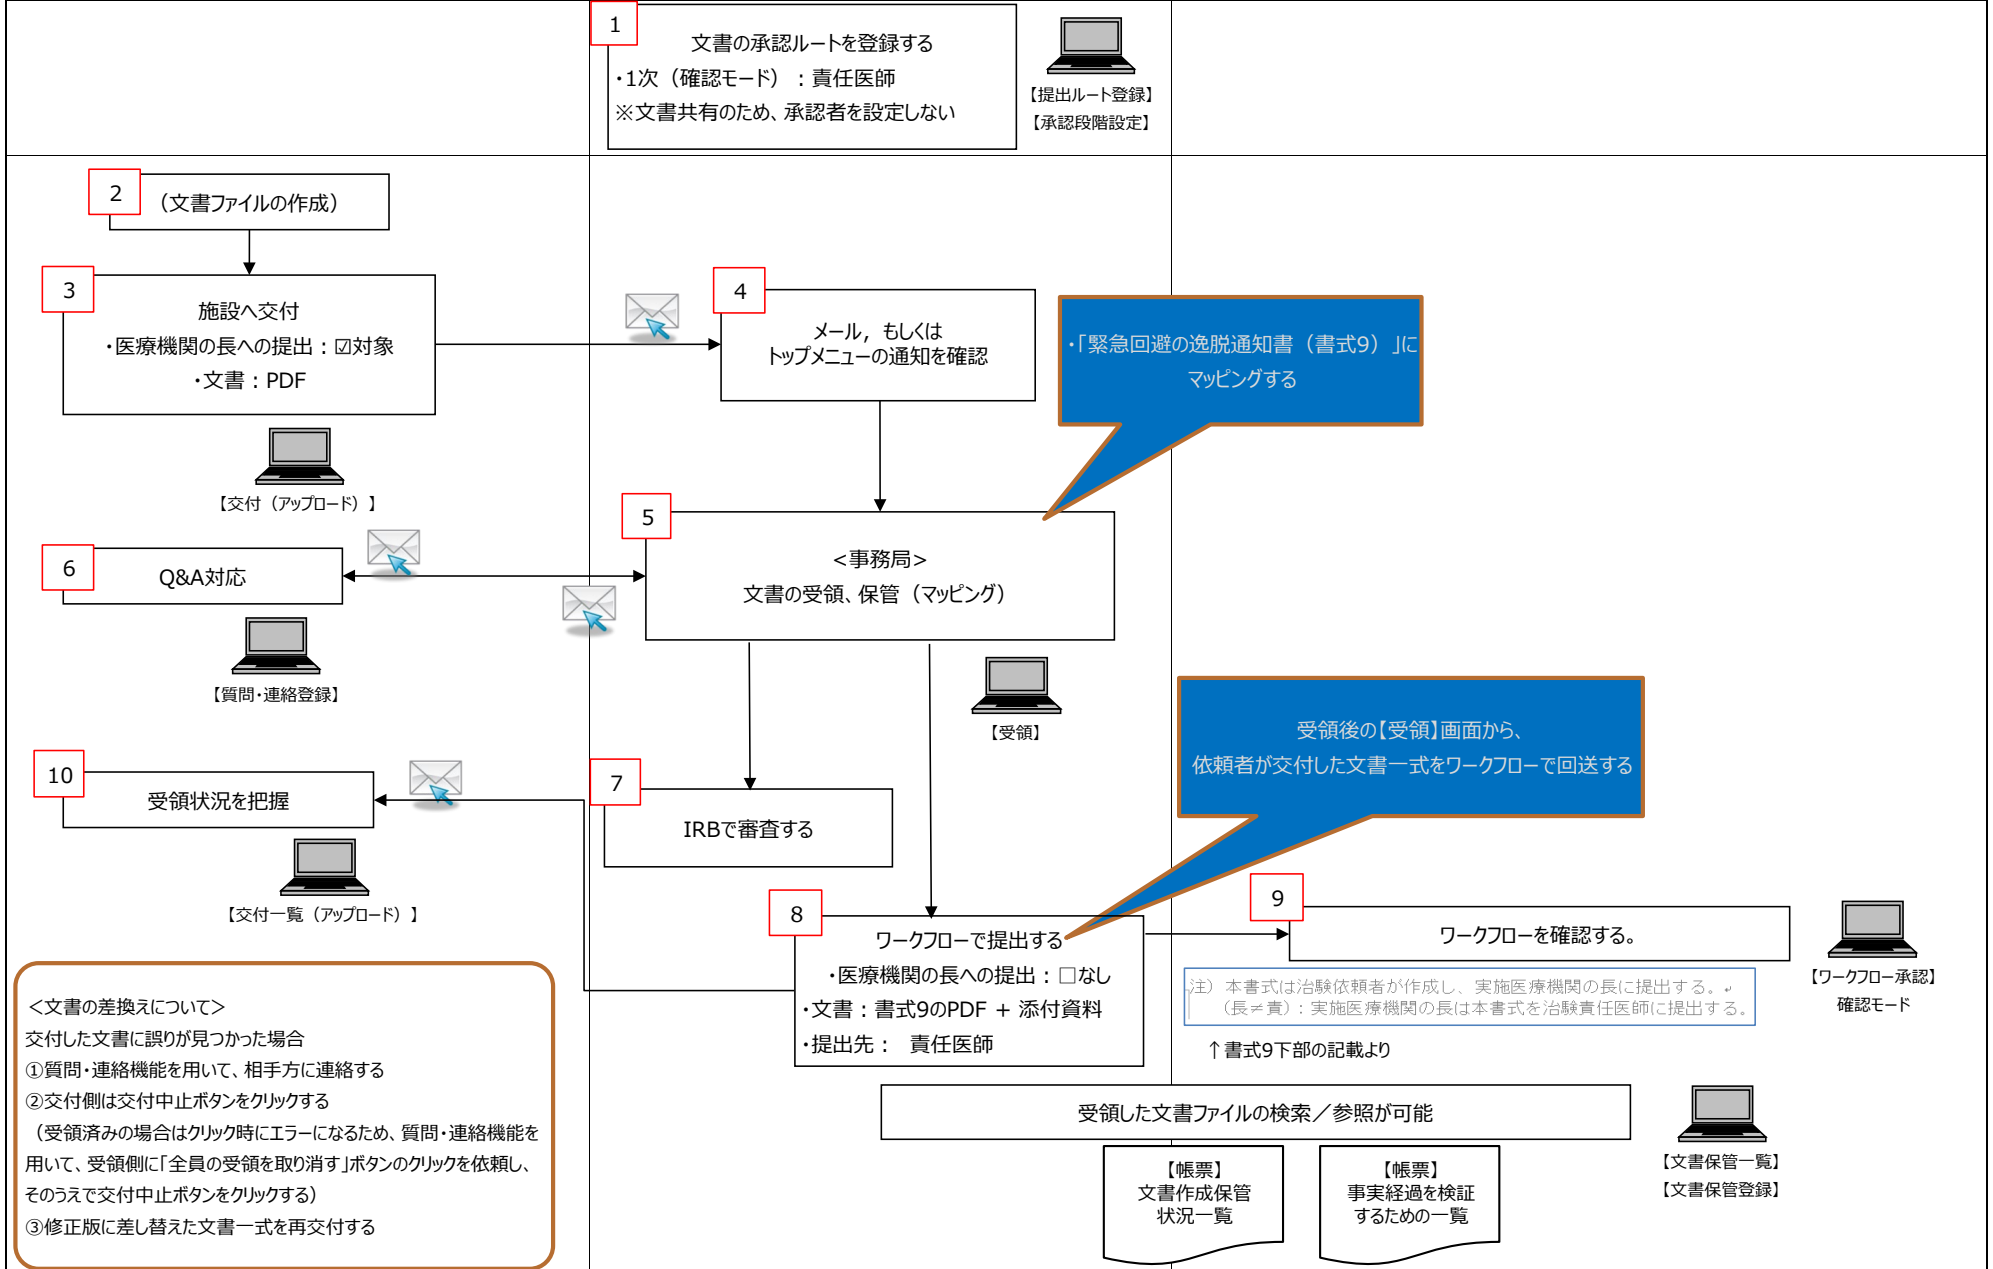 1
文書の承認ルートを登録する
・1次（確認モード）：責任医師
※文書共有のため、承認者を設定しない
【提出ルート登録】
【承認段階設定】
2
（文書ファイルの作成）
3
施設へ交付
・医療機関の長への提出：☑対象
・文書：PDF
【交付（アップロード）】
4
メール，もしくは
トップメニューの通知を確認
・「緊急回避の逸脱通知書（書式9）」に
マッピングする
5
<事務局>
文書の受領、保管（マッピング）
【受領】
6
Q&A対応
【質問・連絡登録】
受領後の【受領】画面から、
依頼者が交付した文書一式をワークフローで回送する
7
IRBで審査する
10
受領状況を把握
【交付一覧（アップロード）】
8
ワークフローで提出する
・医療機関の長への提出：□なし
・文書：書式9のPDF + 添付資料
・提出先： 責任医師
9
ワークフローを確認する。
【ワークフロー承認】
確認モード
注）本書式は治験依頼者が作成し、実施医療機関の長に提出する。↵
（長≠責）：実施医療機関の長は本書式を治験責任医師に提出する。
↑書式9下部の記載より
<文書の差換えについて>
交付した文書に誤りが見つかった場合
①質問・連絡機能を用いて、相手方に連絡する
②交付側は交付中止ボタンをクリックする
（受領済みの場合はクリック時にエラーになるため、質問・連絡機能を
用いて、受領側に「全員の受領を取り消す」ボタンのクリックを依頼し、
そのうえで交付中止ボタンをクリックする）
③修正版に差し替えた文書一式を再交付する
受領した文書ファイルの検索／参照が可能
【文書保管一覧】
【文書保管登録】
【帳票】
文書作成保管
状況一覧
【帳票】
事実経過を検証
するための一覧